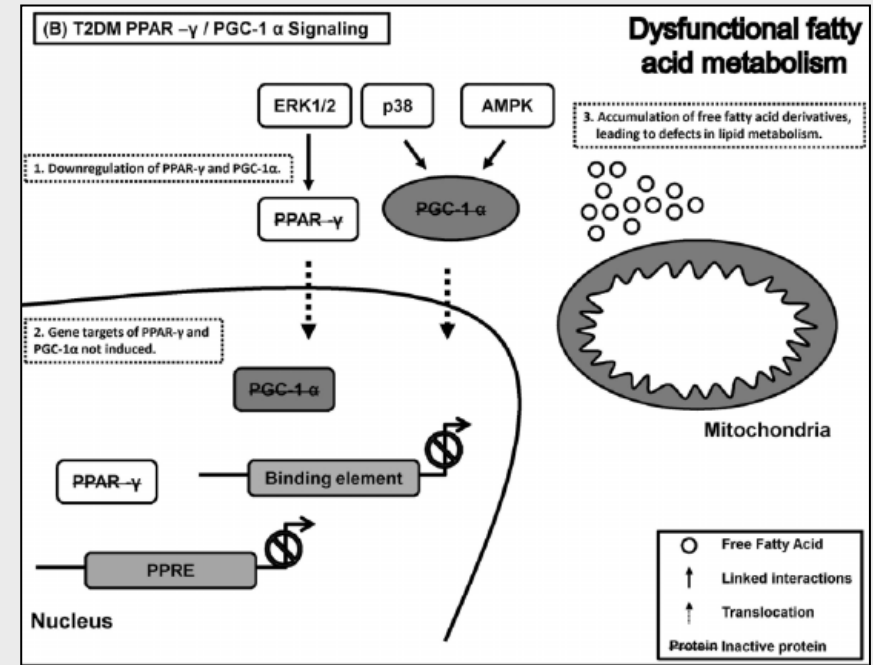 (B) T2DM PPAR –γ / PGC-1 α Signaling
Dysfunctional fatty
acid metabolism
ERK1/2
p38
AMPK
3. Accumulation of free fatty acid derivatives,
leading to defects in lipid metabolism.
1. Downregulation of PPAR-γ and PGC-1α.
PPAR –γ
PGC-1 α
2. Gene targets of PPAR-γ and
PGC-1α not induced.
PGC-1 α
Mitochondria
Binding element
PPAR –γ
PPRE
Nucleus
Free Fatty Acid
Linked interactions
Translocation
Protein Inactive protein